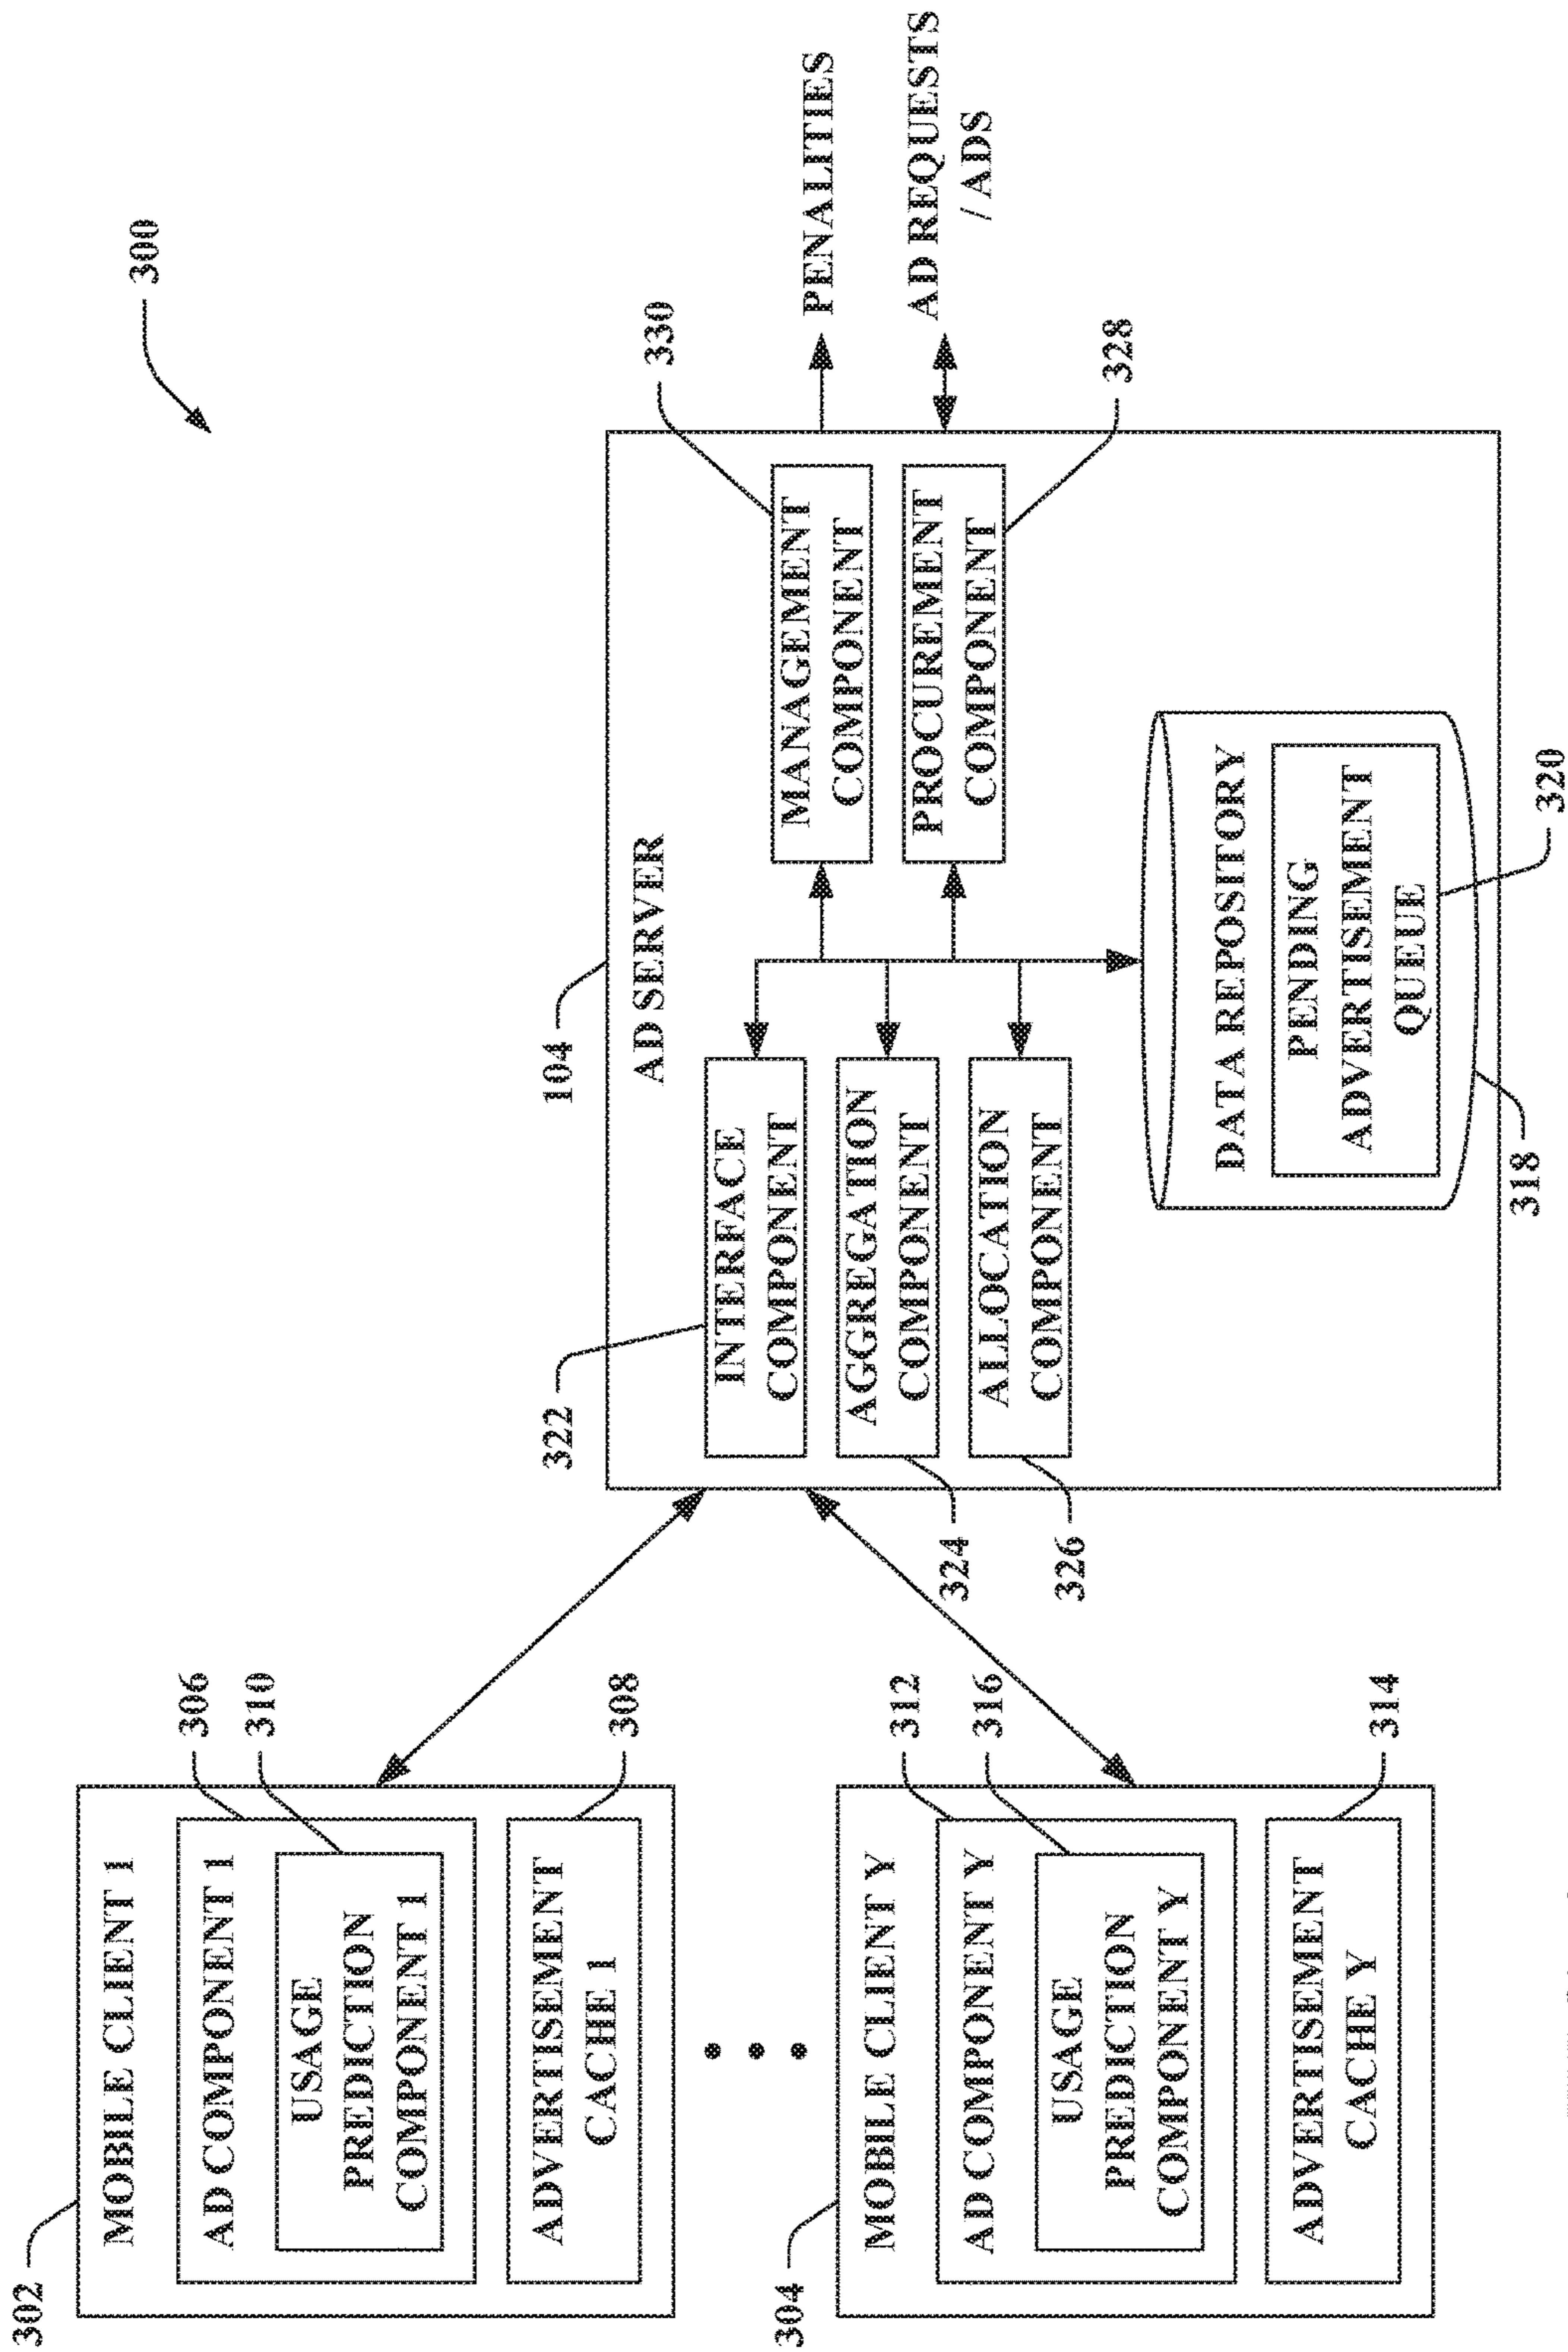 300
302
MOBILE CLIENT 1
306
AD COMPONENT 1
310
USAGE
PREDICTION
COMPONENT 1
308
ADVERTISEMENT
CACHE 1
304
MOBILE CLIENT Y
312
AD COMPONENT Y
316
USAGE
PREDICTION
COMPONENT Y
314
ADVERTISEMENT
CACHE Y
104
AD SERVER
322
INTERFACE
COMPONENT
324
AGGREGATION
COMPONENT
326
ALLOCATION
COMPONENT
330
MANAGEMENT
COMPONENT
328
PROCUREMENT
COMPONENT
DATA REPOSITORY
PENDING
ADVERTISEMENT
QUEUE
318
320
PENALITIES
AD REQUESTS
/ ADS